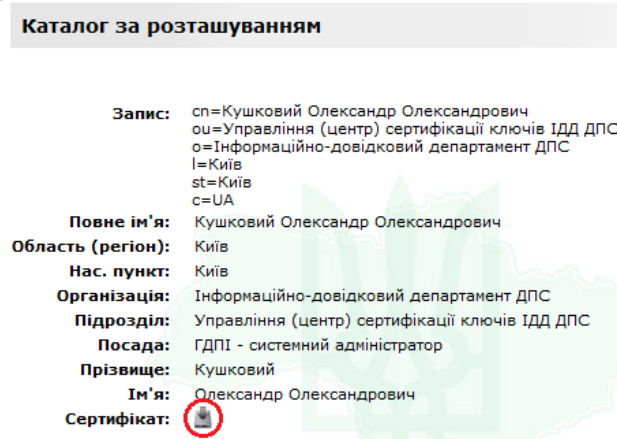 Каталог за розташуванням
Запис: cn=Кушковий Олександр Олександрович
ou=Управління (центр) сертифікації ключів ІДД ДПС
o=Інформаційно-довідковий департамент ДПС
l=Київ
st=Київ
c=UA
Повне ім'я: Кушковий Олександр Олександрович
Область (регіон): Київ
Нас. пункт: Київ
Організація: Інформаційно-довідковий департамент ДПС
Підрозділ: Управління (центр) сертифікації ключів ІДД ДПС
Посада: ГДПІ - системний адміністратор
Прізвище: Кушковий
Ім'я: Олександр Олександрович
Сертифікат: